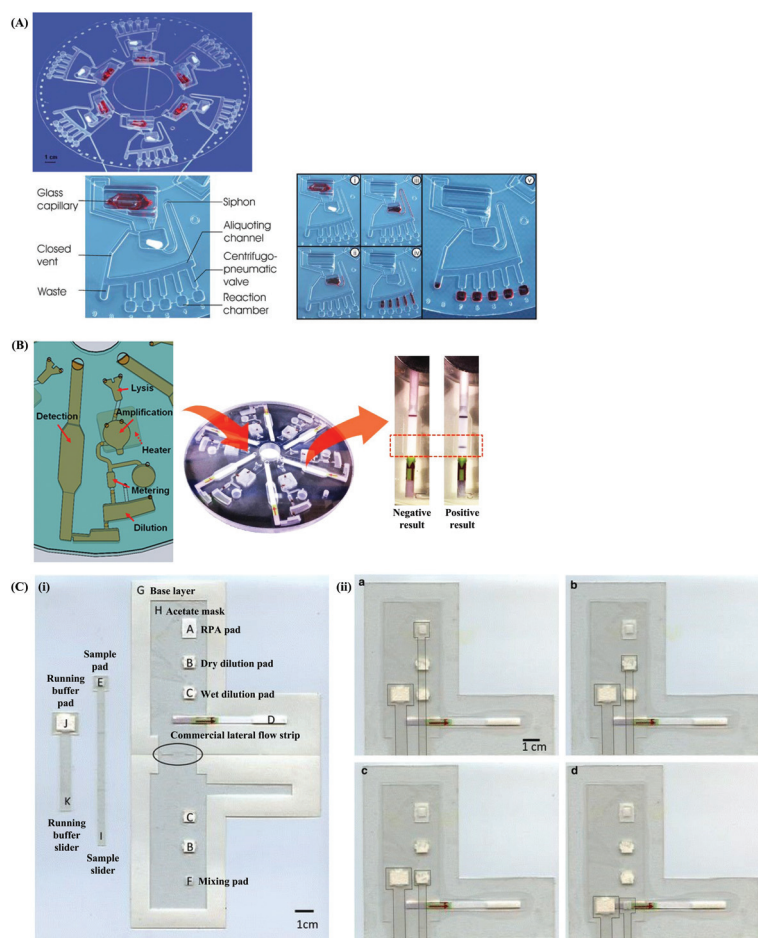 (A)
1 cm
Glass
capillary
Closed
vent
Waste
Siphon
Aliquoting
channel
Centrifugo-
pneumatic
valve
Reaction
chamber
i
ii
iii
iv
v
(B)
Lysis
Detection
Amplification
Heater
Metering
Dilution
Negative
result
Positive
result
(C)
(i)
G Base layer
H Acetate mask
A RPA pad
B Dry dilution pad
C Wet dilution pad
D
Commercial lateral flow strip
Sample
pad
E
Running
buffer
pad
J
K
Running
buffer
slider
I
Sample
slider
C
B
F Mixing pad
1cm
(ii)
a
1 cm
b
c
d